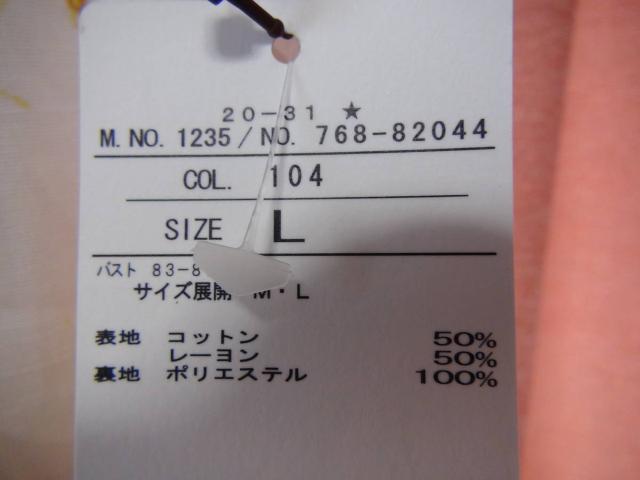 20-31 ★
M.NO. 1235 / NO. 768-82044
COL. 104
SIZE L
バスト 83-8
サイズ展開 M・L
表地 コットン 50%
レーヨン 50%
裏地 ポリエステル 100%